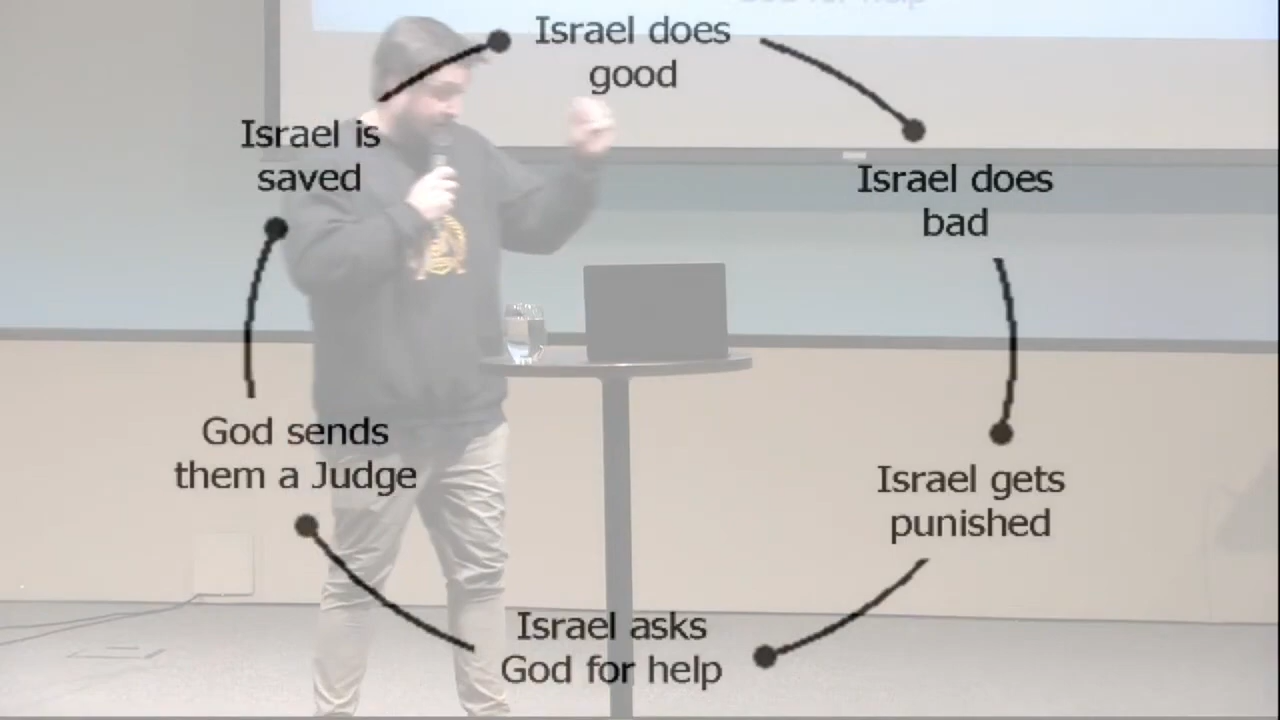 Israel does
good
Israel does
bad
Israel gets
punished
Israel asks
God for help
God sends
them a Judge
Israel is
saved